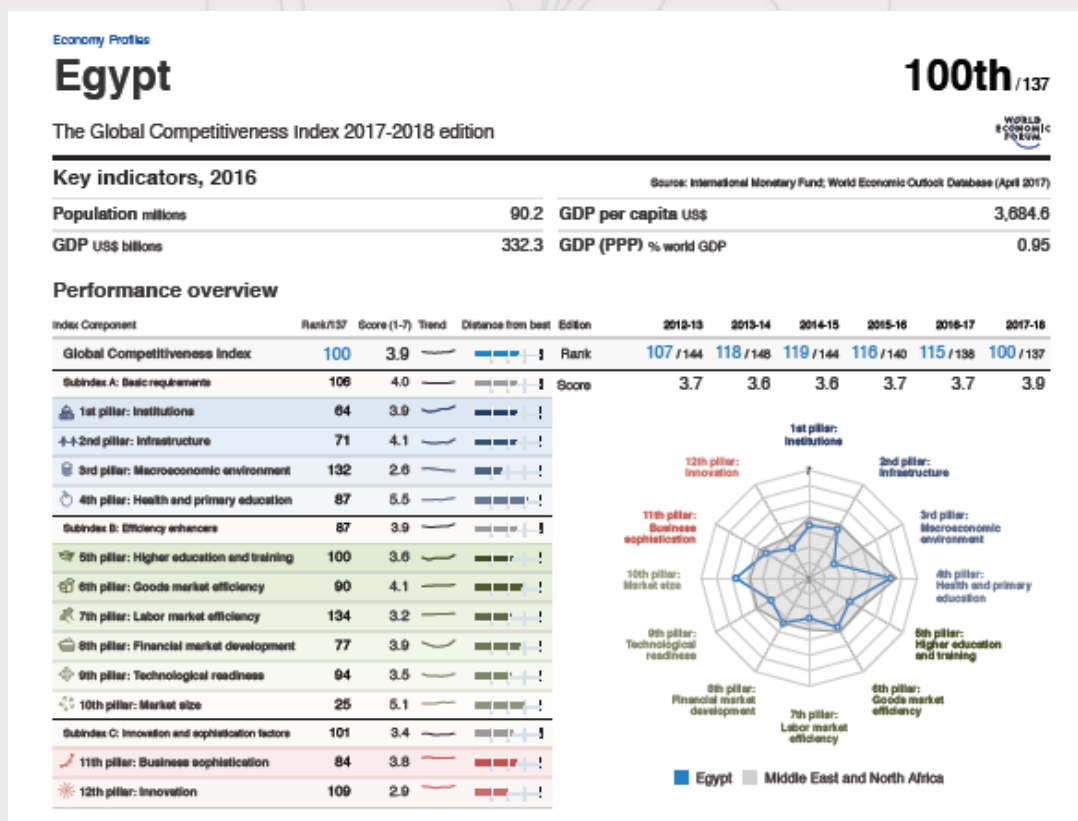 Economy Profiles
Egypt
100th / 137
The Global Competitiveness Index 2017-2018 edition
WORLD
ECONOMIC
FORUM
Key indicators, 2016
Source: International Monetary Fund; World Economic Outlook Database (April 2017)
Population millions 90.2 GDP per capita US$ 3,684.6
GDP US$ billions 332.3 GDP (PPP) % world GDP 0.95
Performance overview
Index Component Rank/137 Score (1-7) Trend Distance from best Edition 2012-13 2013-14 2014-15 2015-16 2016-17 2017-18
Global Competitiveness Index 100 3.9 Rank 107 / 144 118 / 148 119 / 144 116 / 140 115 / 138 100 / 137
Subindex A: Basic requirements 106 4.0 Score 3.7 3.6 3.6 3.7 3.7 3.9
1st pillar: Institutions 64 3.9
2nd pillar: Infrastructure 71 4.1
3rd pillar: Macroeconomic environment 132 2.6
4th pillar: Health and primary education 87 5.5
Subindex B: Efficiency enhancers 87 3.9
5th pillar: Higher education and training 100 3.6
6th pillar: Goods market efficiency 90 4.1
7th pillar: Labor market efficiency 134 3.2
8th pillar: Financial market development 77 3.9
9th pillar: Technological readiness 94 3.5
10th pillar: Market size 25 5.1
Subindex C: Innovation and sophistication factors 101 3.4
11th pillar: Business sophistication 84 3.8
12th pillar: Innovation 109 2.9
1st pillar:
Institutions
2nd pillar:
Infrastructure
3rd pillar:
Macroeconomic
environment
4th pillar:
Health and primary
education
5th pillar:
Higher education
and training
6th pillar:
Goods market
efficiency
7th pillar:
Labor market
efficiency
8th pillar:
Financial market
development
9th pillar:
Technological
readiness
10th pillar:
Market size
11th pillar:
Business
sophistication
12th pillar:
Innovation
7
Egypt Middle East and North Africa